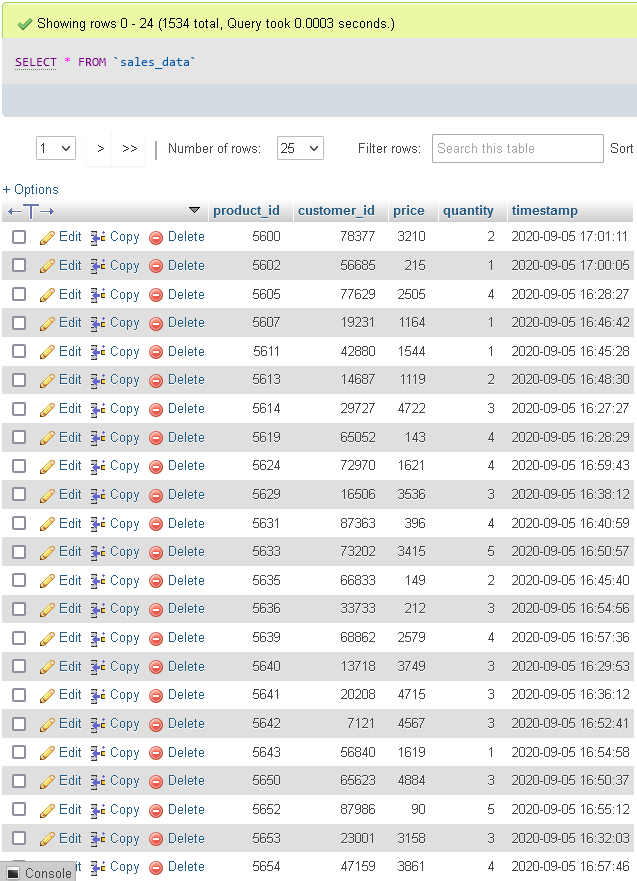 Showing rows 0 - 24 (1534 total, Query took 0.0003 seconds.)
SELECT * FROM `sales_data`
1 > >> | Number of rows: 25 Filter rows: Search this table Sort
+ Options
←T→ product_id customer_id price quantity timestamp
Edit Copy Delete 5600 78377 3210 2 2020-09-05 17:01:11
Edit Copy Delete 5602 56685 215 1 2020-09-05 17:00:05
Edit Copy Delete 5605 77629 2505 4 2020-09-05 16:28:27
Edit Copy Delete 5607 19231 1164 1 2020-09-05 16:46:42
Edit Copy Delete 5611 42880 1544 1 2020-09-05 16:45:28
Edit Copy Delete 5613 14687 1119 2 2020-09-05 16:48:30
Edit Copy Delete 5614 29727 4722 3 2020-09-05 16:27:27
Edit Copy Delete 5619 65052 143 4 2020-09-05 16:28:29
Edit Copy Delete 5624 72970 1621 4 2020-09-05 16:59:43
Edit Copy Delete 5629 16506 3536 3 2020-09-05 16:38:12
Edit Copy Delete 5631 87363 396 4 2020-09-05 16:40:59
Edit Copy Delete 5633 73202 3415 5 2020-09-05 16:50:57
Edit Copy Delete 5635 66833 149 2 2020-09-05 16:45:40
Edit Copy Delete 5636 33733 212 3 2020-09-05 16:54:56
Edit Copy Delete 5639 68862 2579 4 2020-09-05 16:57:36
Edit Copy Delete 5640 13718 3749 3 2020-09-05 16:29:53
Edit Copy Delete 5641 20208 4715 3 2020-09-05 16:36:12
Edit Copy Delete 5642 7121 4567 3 2020-09-05 16:52:41
Edit Copy Delete 5643 56840 1619 1 2020-09-05 16:54:58
Edit Copy Delete 5650 65623 4884 3 2020-09-05 16:50:37
Edit Copy Delete 5652 87986 90 5 2020-09-05 16:55:12
Edit Copy Delete 5653 23001 3158 3 2020-09-05 16:32:03
Copy Delete 5654 47159 3861 4 2020-09-05 16:57:46
Console